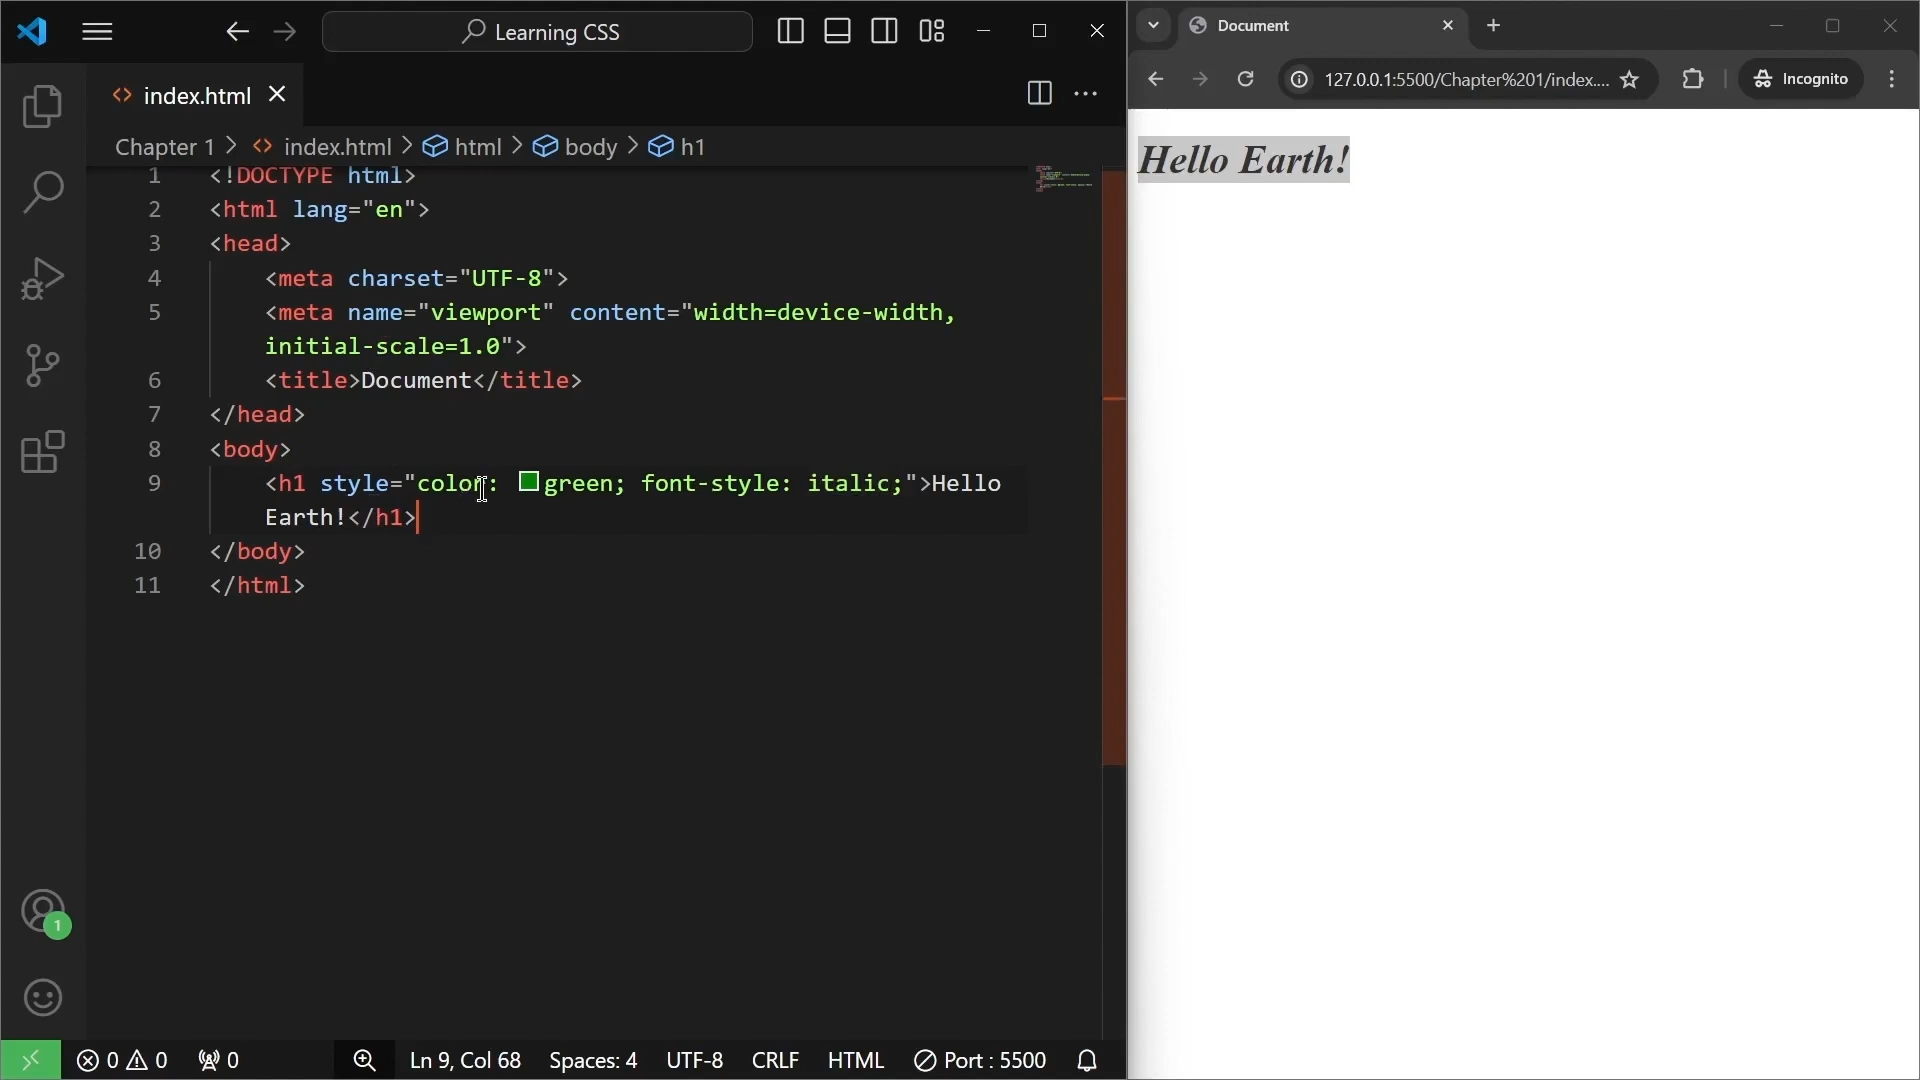 Learning CSS
index.html
Chapter 1 > index.html > html > body > h1
1 <!DOCTYPE html>
2 <html lang="en">
3 <head>
4 <meta charset="UTF-8">
5 <meta name="viewport" content="width=device-width,
initial-scale=1.0">
6 <title>Document</title>
7 </head>
8 <body>
9 <h1 style="color: green; font-style: italic;">Hello
Earth!</h1>
10 </body>
11 </html>
1
0 0 0 Ln 9, Col 68 Spaces: 4 UTF-8 CRLF HTML Port : 5500
Document
127.0.0.1:5500/Chapter%201/index.... Incognito
Hello Earth!